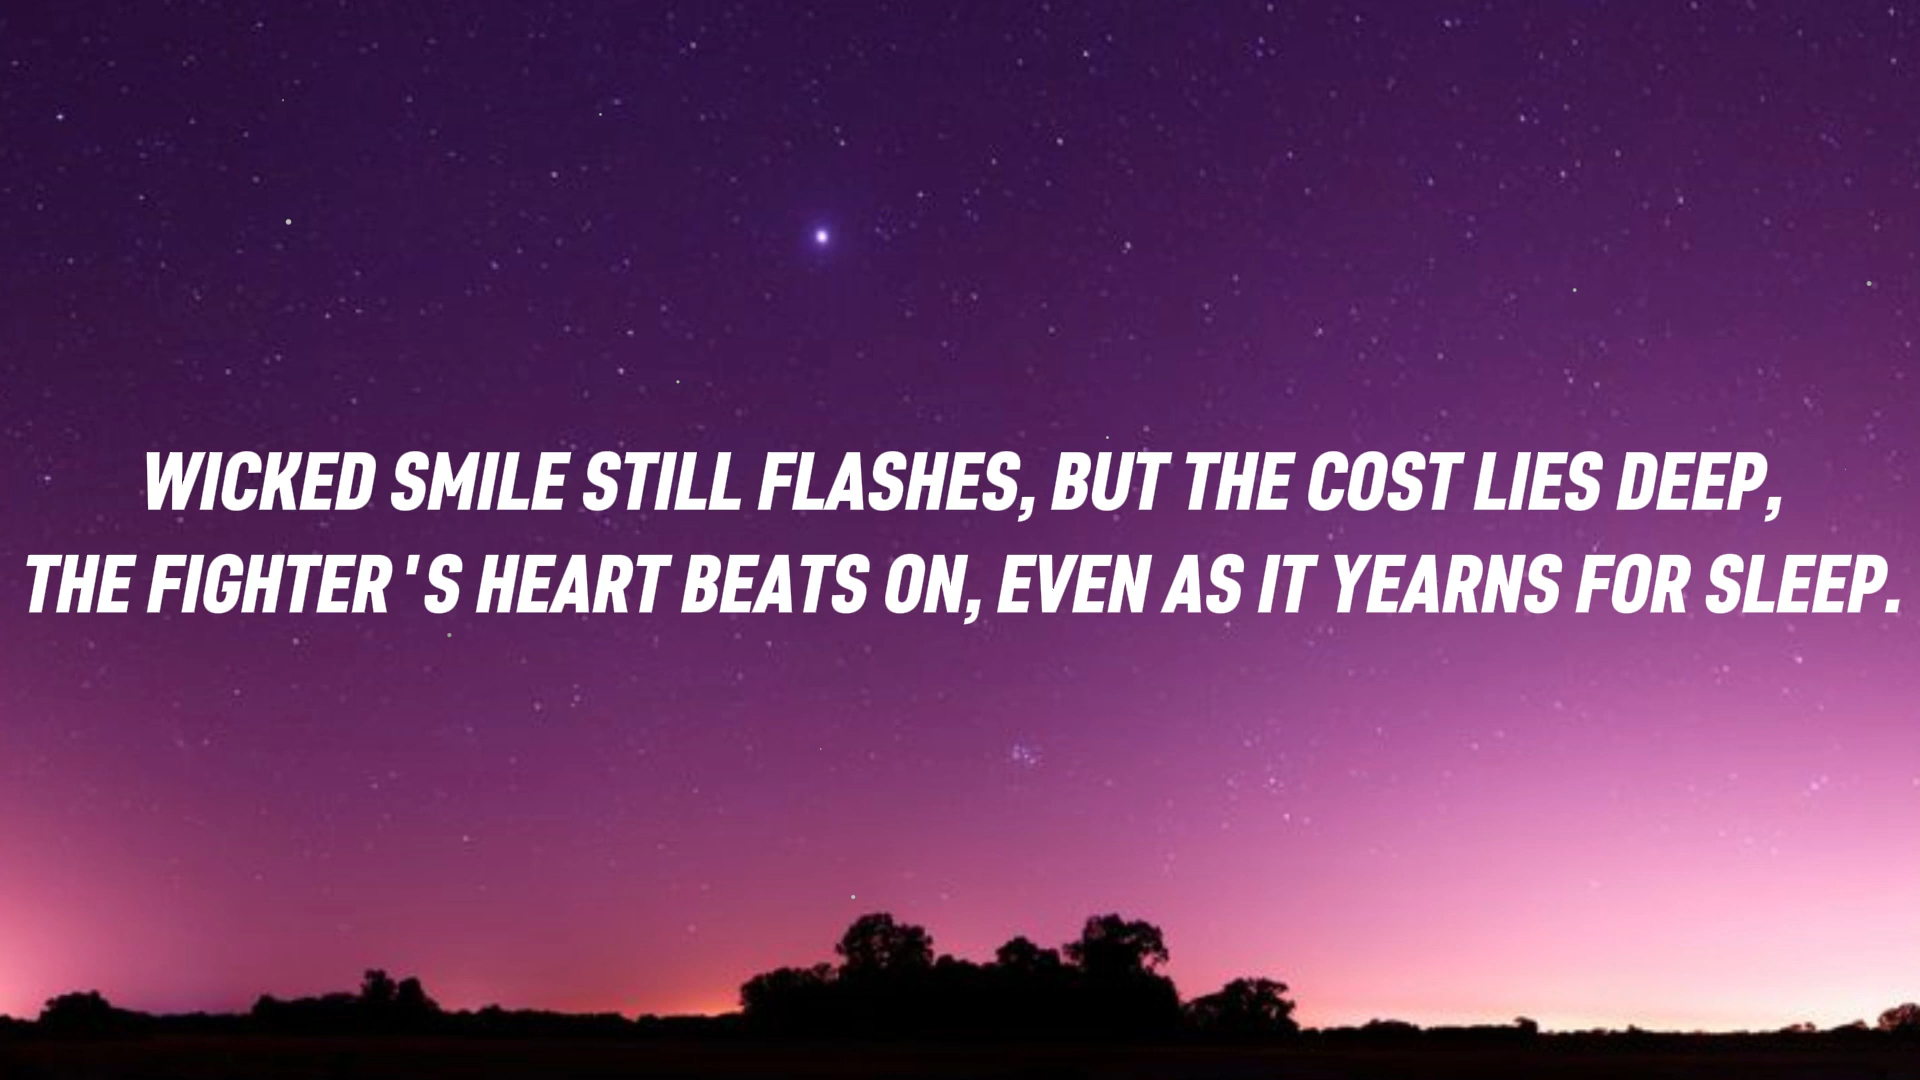 WICKED SMILE STILL FLASHES, BUT THE COST LIES DEEP,
THE FIGHTER'S HEART BEATS ON, EVEN AS IT YEARNS FOR SLEEP.